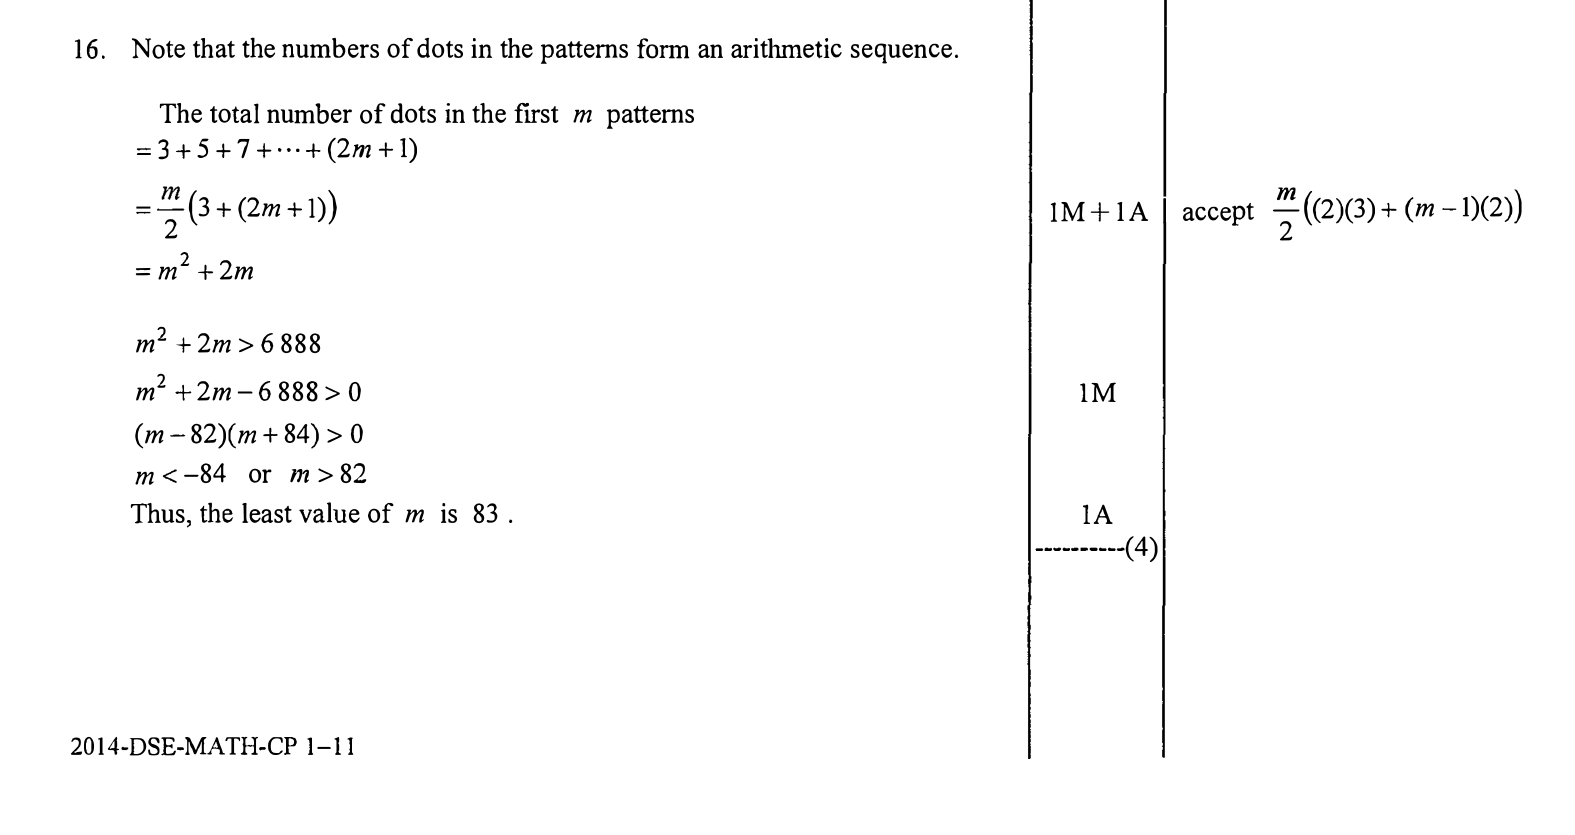 16. Note that the numbers of dots in the patterns form an arithmetic sequence.
The total number of dots in the first m patterns
= 3 + 5 + 7 + ··· + (2m + 1)
= m/2 (3 + (2m + 1)) 1M + 1A accept m/2 ((2)(3) + (m − 1)(2))
= m² + 2m
m² + 2m > 6 888
m² + 2m − 6 888 > 0 1M
(m − 82)(m + 84) > 0
m < −84 or m > 82
Thus, the least value of m is 83 . 1A
----------(4)
2014-DSE-MATH-CP 1–11